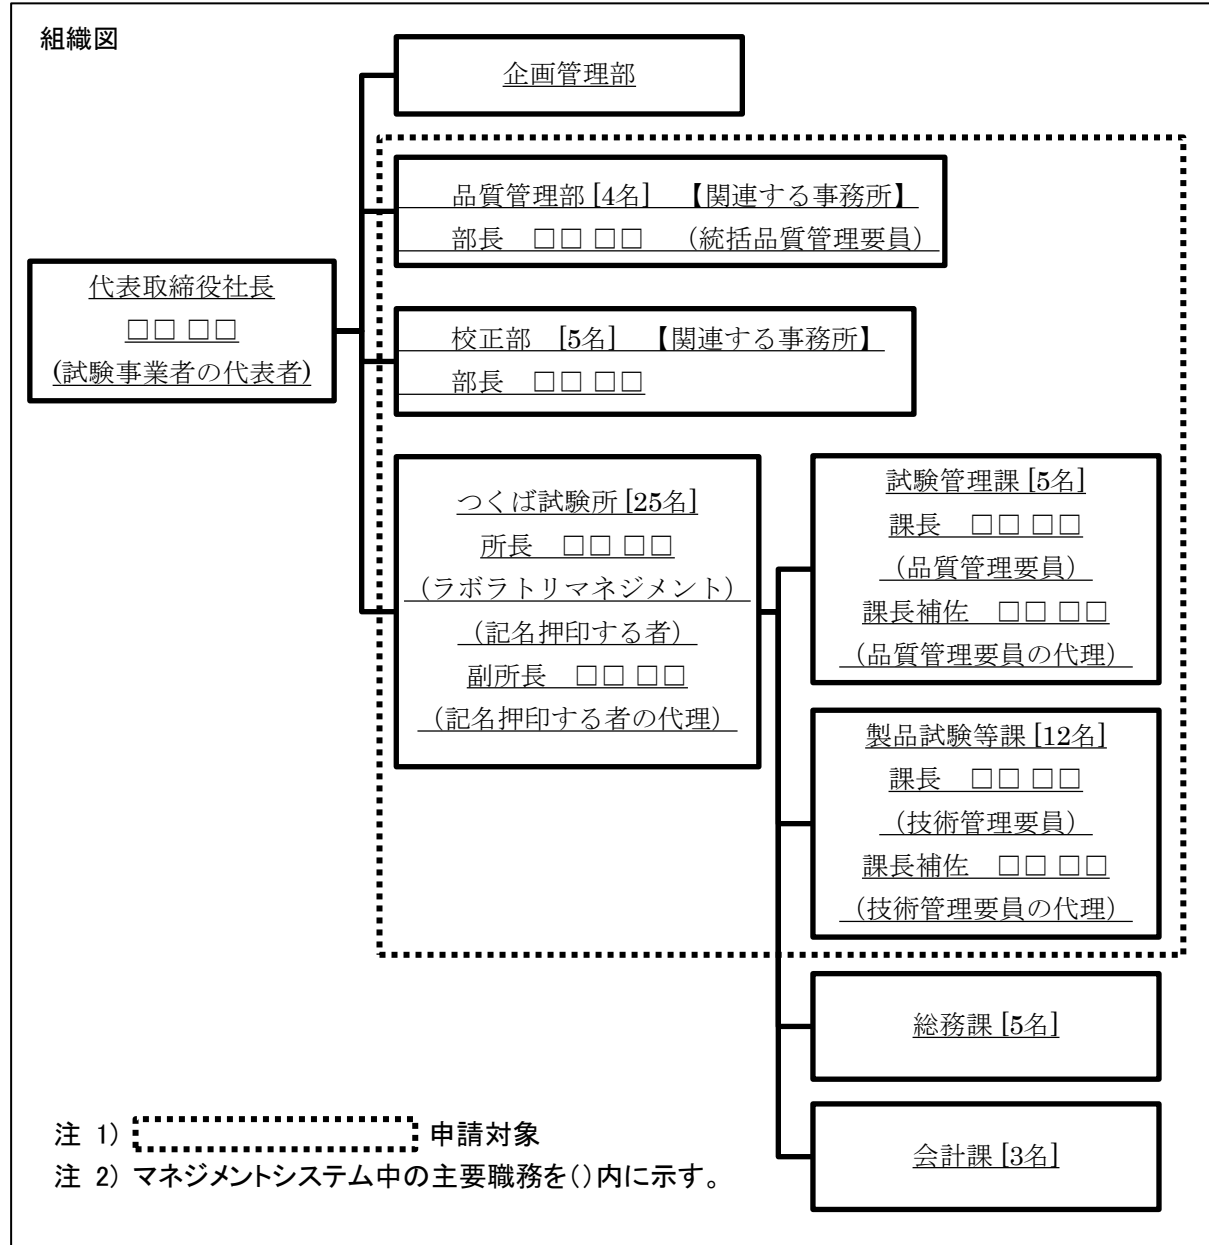 組織図
企画管理部
品質管理部 [4名] 【関連する事務所】
部長 □□ □□ (統括品質管理要員)
代表取締役社長
□□ □□
(試験事業者の代表者)
校正部 [5名] 【関連する事務所】
部長 □□ □□
つくば試験所 [25名]
所長 □□ □□
(ラボラトリマネジメント)
(記名押印する者)
副所長 □□ □□
(記名押印する者の代理)
試験管理課 [5名]
課長 □□ □□
(品質管理要員)
課長補佐 □□ □□
(品質管理要員の代理)
製品試験等課 [12名]
課長 □□ □□
(技術管理要員)
課長補佐 □□ □□
(技術管理要員の代理)
総務課 [5名]
会計課 [3名]
注 1) 申請対象
注 2) マネジメントシステム中の主要職務を()内に示す。